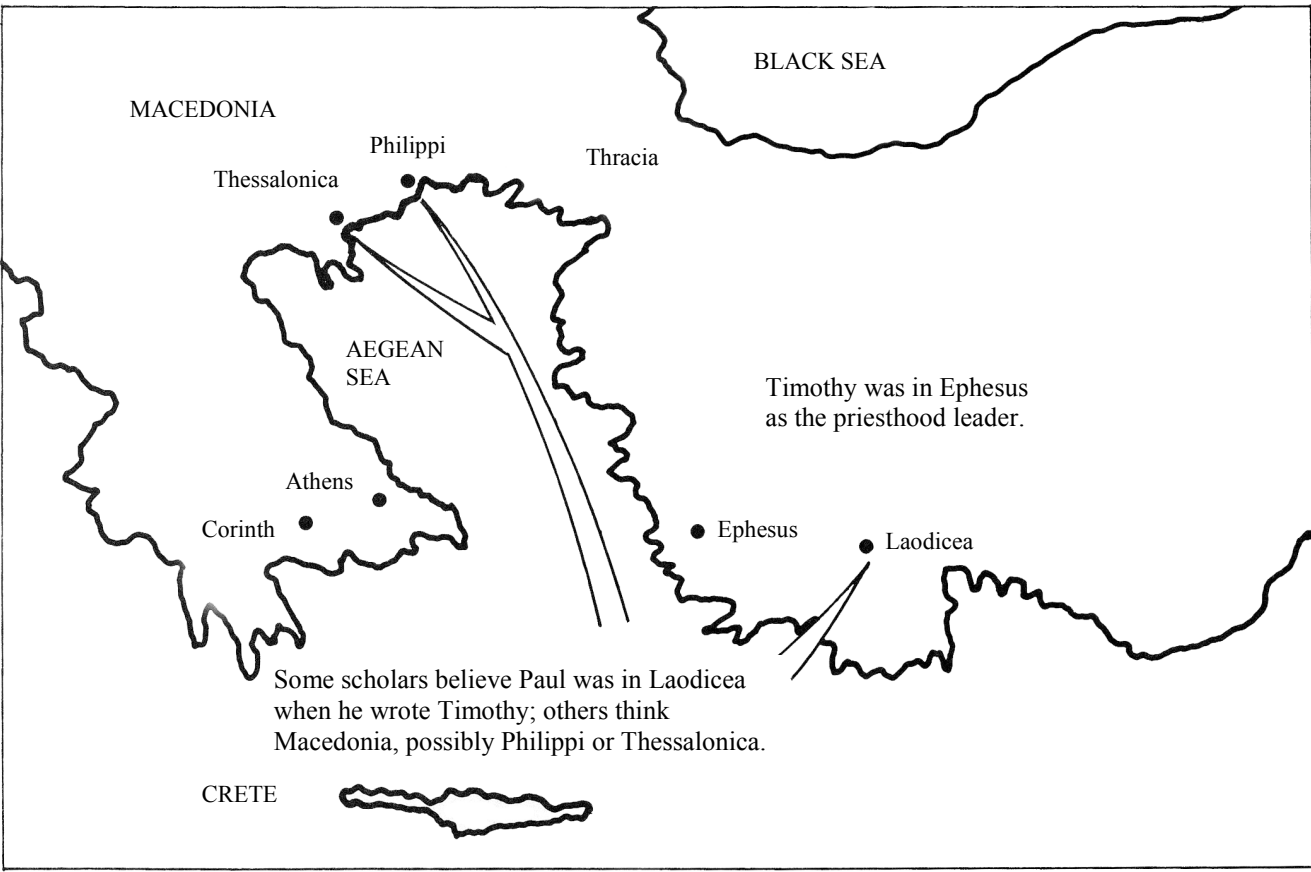 BLACK SEA
MACEDONIA
Philippi
Thracia
Thessalonica
AEGEAN
SEA
Timothy was in Ephesus
as the priesthood leader.
Athens
Corinth
Ephesus
Laodicea
Some scholars believe Paul was in Laodicea
when he wrote Timothy; others think
Macedonia, possibly Philippi or Thessalonica.
CRETE